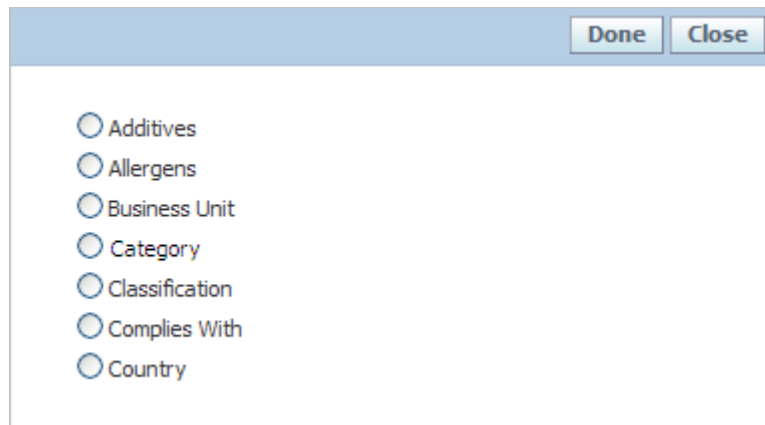 Done Close
Additives
Allergens
Business Unit
Category
Classification
Complies With
Country